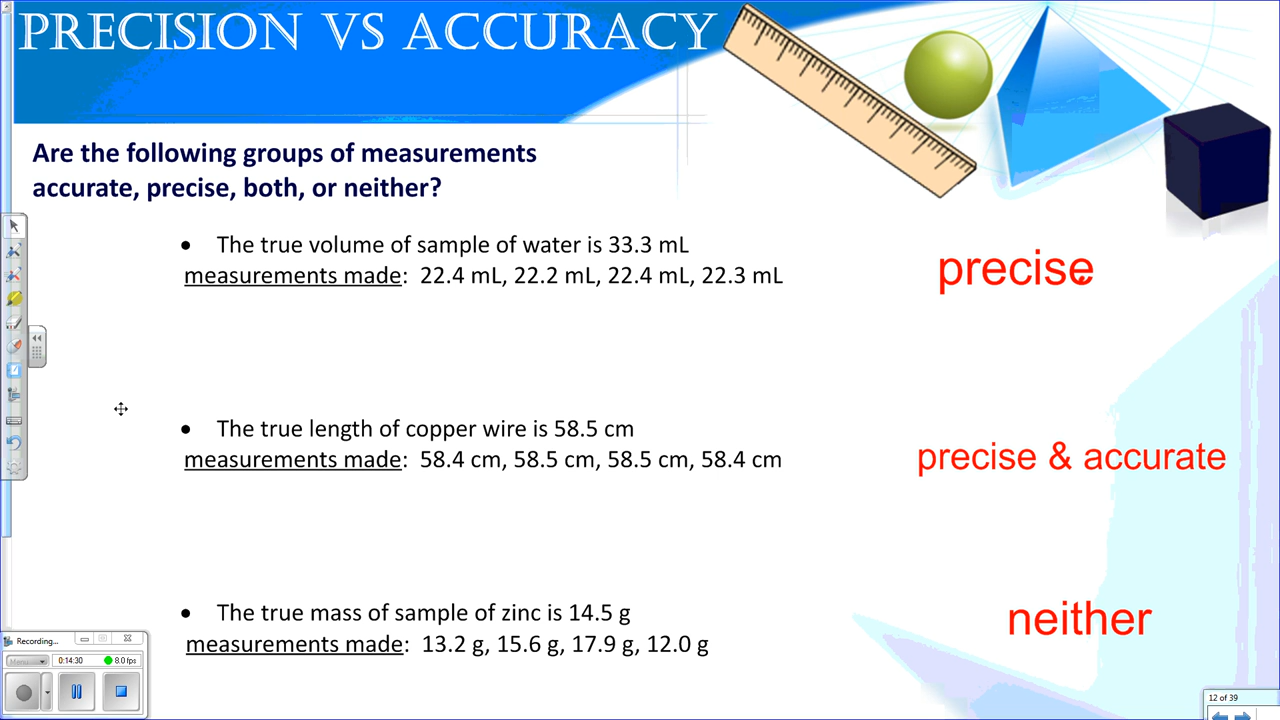 PRECISION VS ACCURACY
Are the following groups of measurements
accurate, precise, both, or neither?
• The true volume of sample of water is 33.3 mL
measurements made: 22.4 mL, 22.2 mL, 22.4 mL, 22.3 mL
precise
• The true length of copper wire is 58.5 cm
measurements made: 58.4 cm, 58.5 cm, 58.5 cm, 58.4 cm
precise & accurate
• The true mass of sample of zinc is 14.5 g
measurements made: 13.2 g, 15.6 g, 17.9 g, 12.0 g
neither
Recording...
Menu
0:14:30
8.0 fps
12 of 39